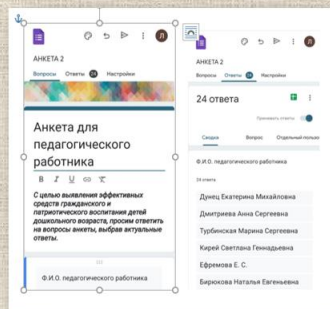 Л
АНКЕТА 2
Вопросы Ответы 24 Настройки
Анкета для
педагогического
работника
B I U
С целью выявления эффективных
средств гражданского и
патриотического воспитания детей
дошкольного возраста, просим ответить
на вопросы анкеты, выбрав актуальные
ответы.
Ф.И.О. педагогического работника
Л
АНКЕТА 2
Вопросы Ответы 24 Настройки
24 ответа
Принимать ответы
Сводка Вопрос Отдельный пользов
Ф.И.О. педагогического работника
24 ответа
Дунец Екатерина Михайловна
Дмитриева Анна Сергеевна
Турбинская Марина Сергеевна
Кирей Светлана Геннадьевна
Ефремова Е. С.
Бирюкова Наталья Евгеньевна